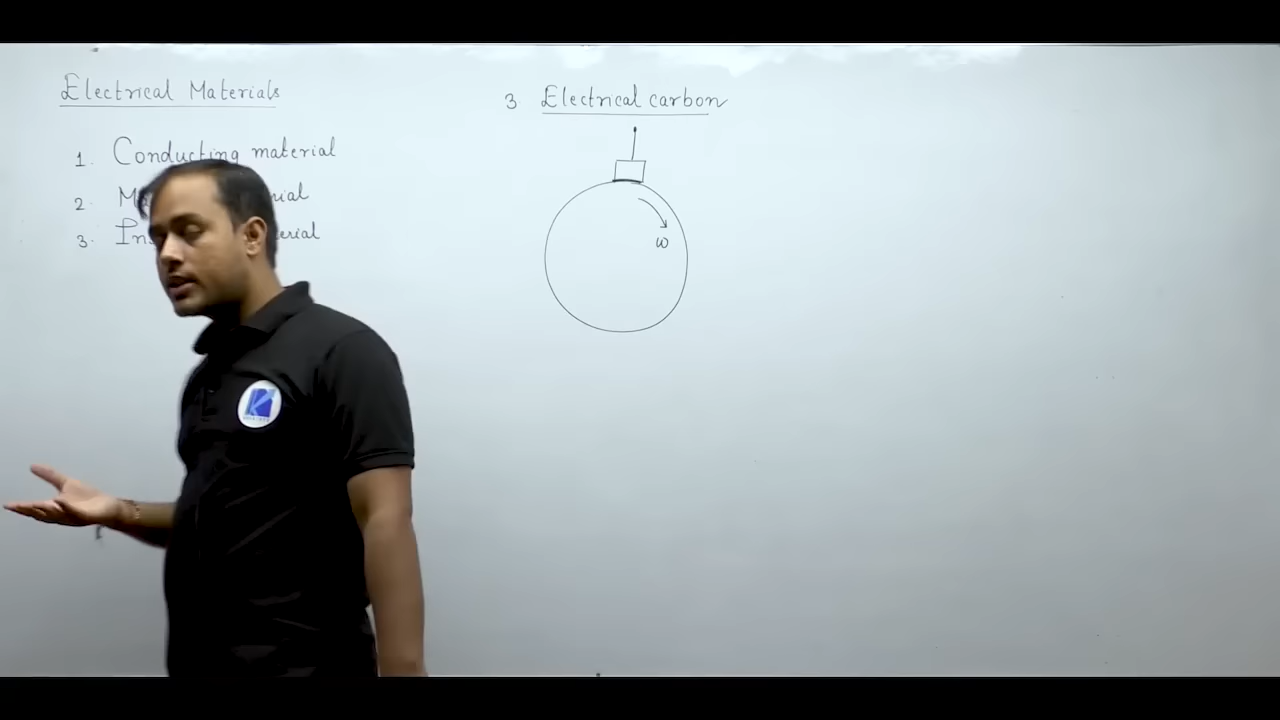 Electrical Materials
1. Conducting material
2.
3.
3. Electrical carbon
ω